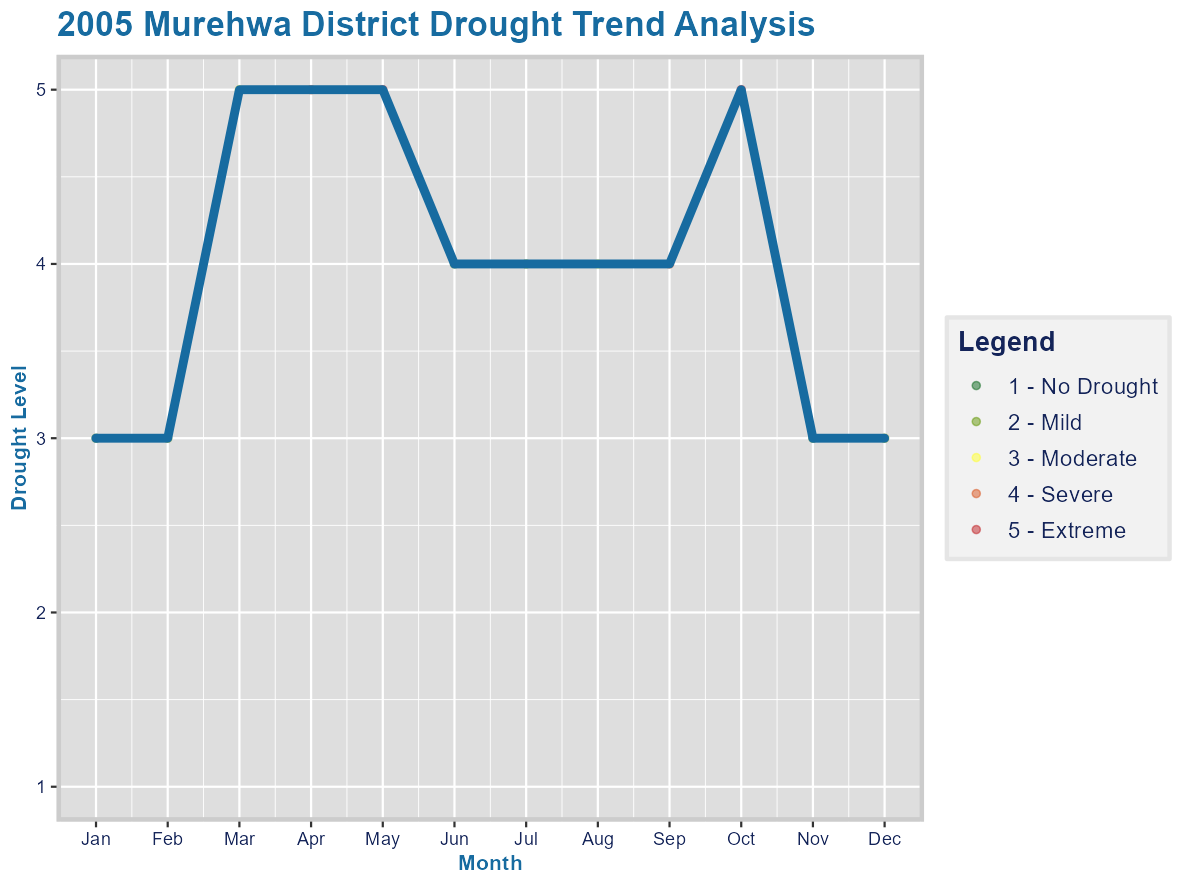 2005 Murehwa District Drought Trend Analysis
Drought Level
5
4
3
2
1
Jan Feb Mar Apr May Jun Jul Aug Sep Oct Nov Dec
Month
Legend
1 - No Drought
2 - Mild
3 - Moderate
4 - Severe
5 - Extreme